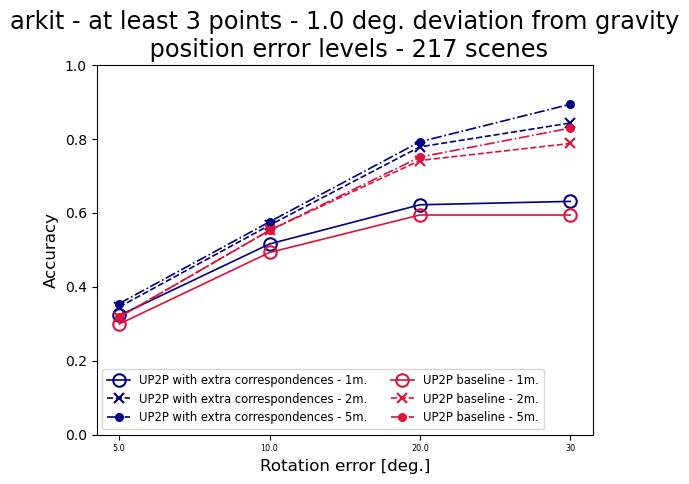 arkit - at least 3 points - 1.0 deg. deviation from gravity
position error levels - 217 scenes
1.0
0.8
0.6
0.4
0.2
0.0
Accuracy
UP2P with extra correspondences - 1m.
UP2P with extra correspondences - 2m.
UP2P with extra correspondences - 5m.
UP2P baseline - 1m.
UP2P baseline - 2m.
UP2P baseline - 5m.
5.0 10.0 20.0 30
Rotation error [deg.]